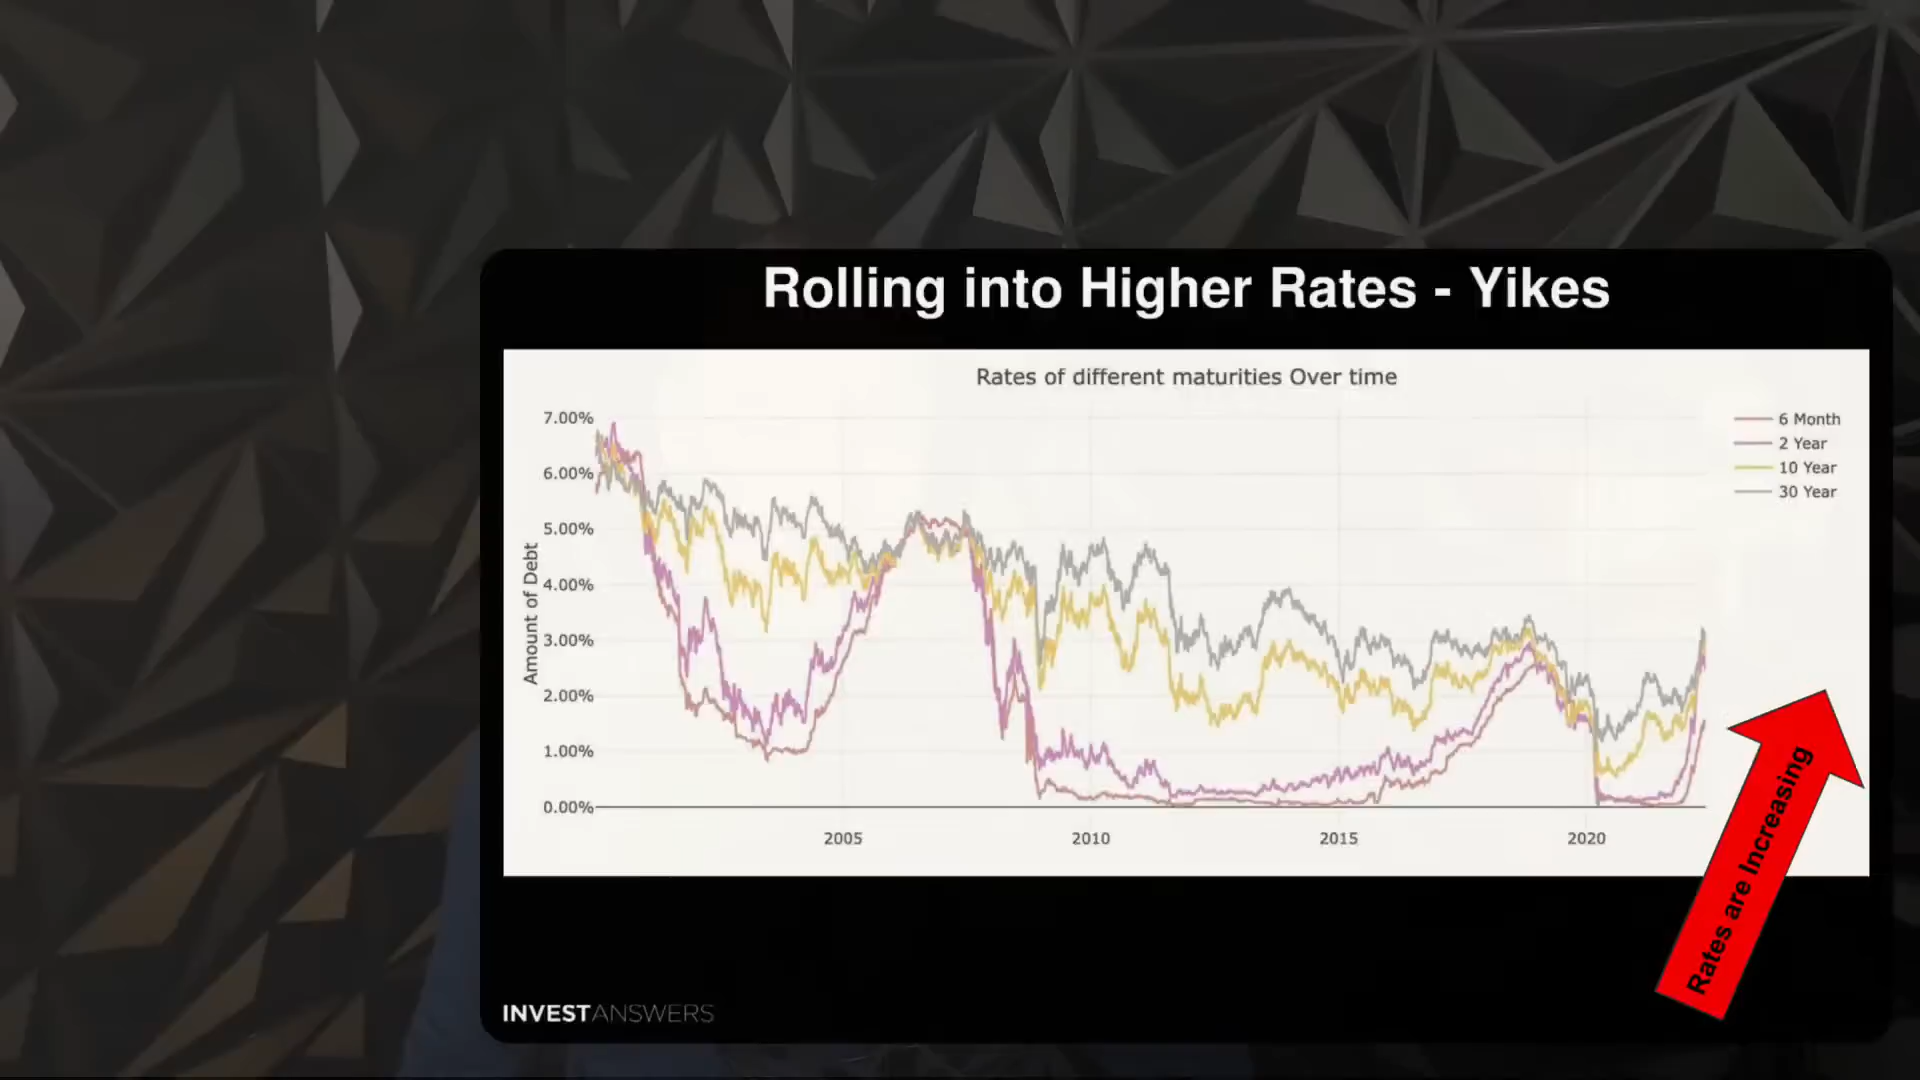 Rolling into Higher Rates - Yikes
Rates of different maturities Over time
7.00%
6.00%
5.00%
4.00%
3.00%
2.00%
1.00%
0.00%
Amount of Debt
2005
2010
2015
2020
6 Month
2 Year
10 Year
30 Year
Rates are Increasing
INVESTANSWERS